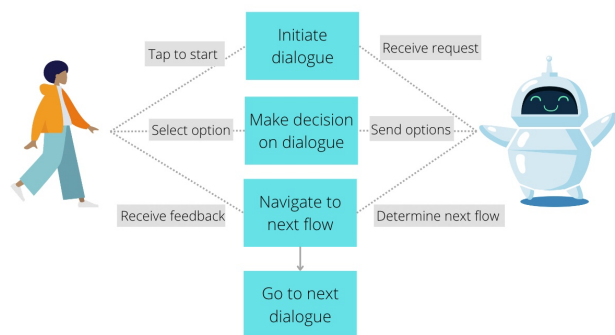 Initiate
dialogue
Tap to start
Receive request
Make decision
on dialogue
Select option
Send options
Navigate to
next flow
Receive feedback
Determine next flow
Go to next
dialogue